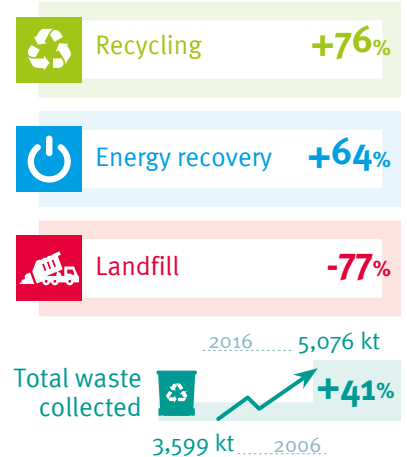 Recycling +76%
Energy recovery +64%
Landfill -77%
2016 5,076 kt
Total waste
collected
+41%
3,599 kt 2006